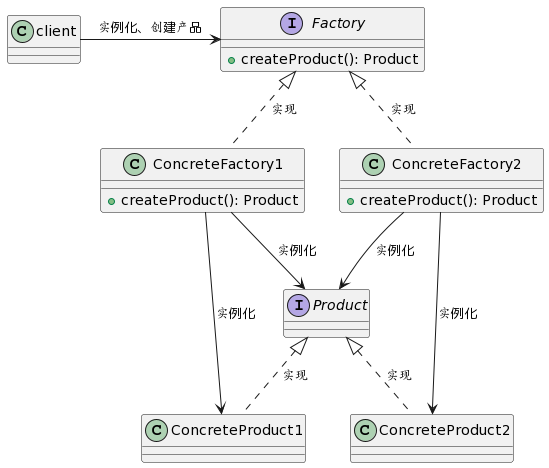 C client
实例化、创建产品
I Factory
createProduct(): Product
实现
实现
C ConcreteFactory1
createProduct(): Product
C ConcreteFactory2
createProduct(): Product
实例化
实例化
I Product
实例化
实例化
实现
实现
C ConcreteProduct1
C ConcreteProduct2